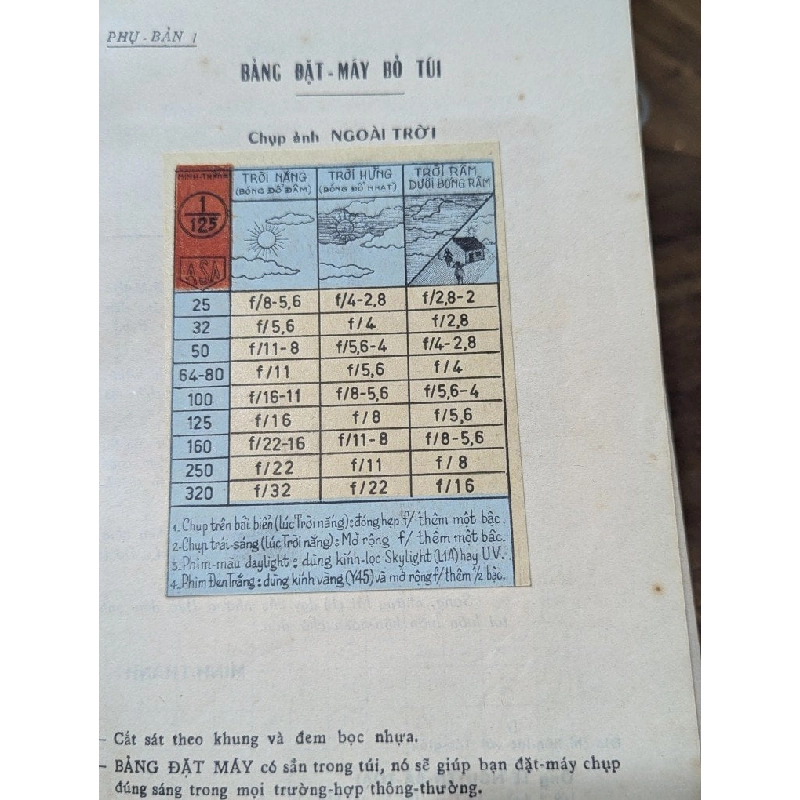 PHỤ-BẢN 1
BẢNG ĐẶT-MÁY BỎ TÚI
Chụp ảnh NGOÀI TRỜI
MINH-THÀNH
1/125
ASA
TRỜI NẮNG
(BÓNG ĐỔ ĐẬM)
TRỜI HỪNG
(BÓNG ĐỔ NHẠT)
TRỜI RÂM
DƯỚI BÓNG RÂM
25 f/8-5,6 f/4-2,8 f/2,8-2
32 f/5,6 f/4 f/2,8
50 f/11-8 f/5,6-4 f/4-2,8
64-80 f/11 f/5,6 f/4
100 f/16-11 f/8-5,6 f/5,6-4
125 f/16 f/8 f/5,6
160 f/22-16 f/11-8 f/8-5,6
250 f/22 f/11 f/8
320 f/32 f/22 f/16
1. Chụp trên bãi biển (lúc Trời nắng): đóng hẹp f/ thêm một bậc.
2-Chụp trái-sáng (lúc Trời nắng): Mở rộng f/ thêm một bậc.
3. Phim-màu daylight: dùng kính-lọc Skylight (L1A) hay UV.
4. Phim Đen Trắng: dùng kính vàng (Y45) và mở rộng f/ thêm 1/2 bậc.
- Cắt sát theo khung và đem bọc nhựa.
- BẢNG ĐẶT MÁY có sẵn trong túi, nó sẽ giúp bạn đặt-máy chụp
đúng sáng trong mọi trường-hợp thông-thường.